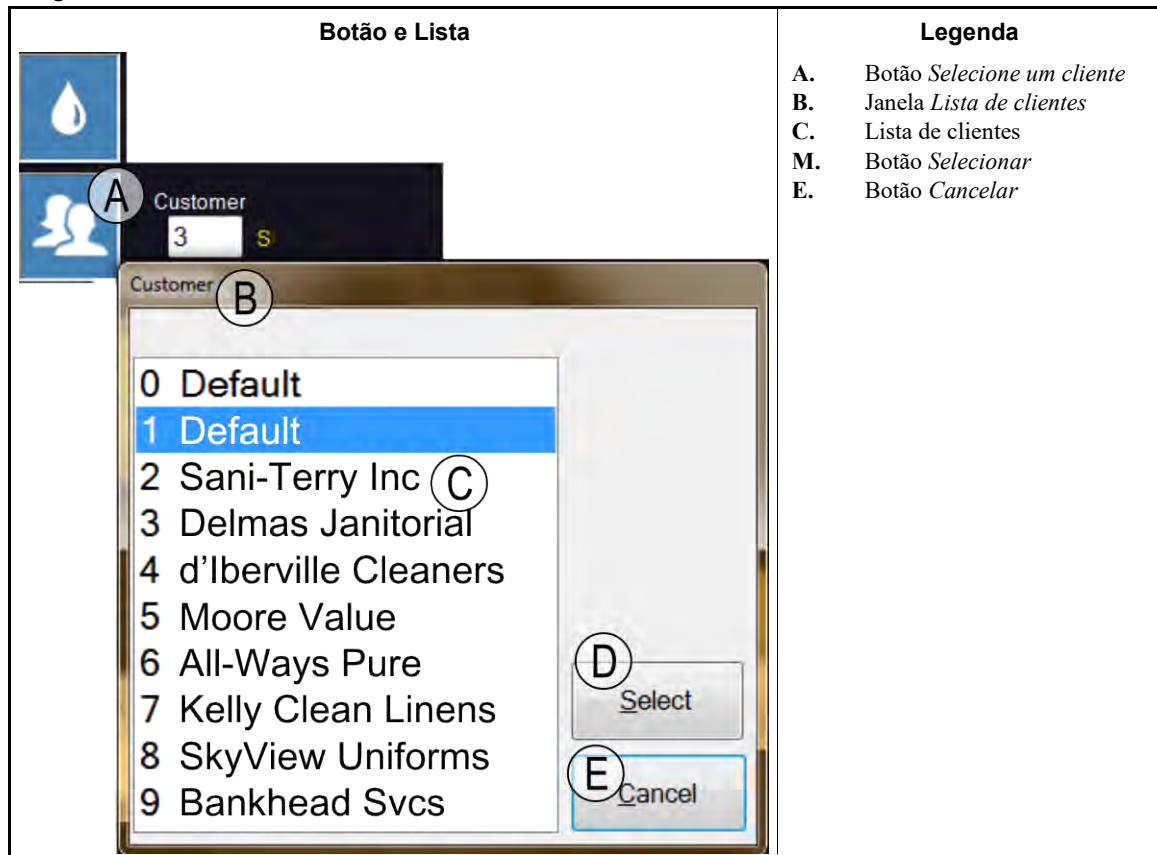 Botão e Lista
Legenda
A. Botão Selecione um cliente
B. Janela Lista de clientes
C. Lista de clientes
M. Botão Selecionar
E. Botão Cancelar
A
Customer
3 S
Customer
B
0 Default
1 Default
2 Sani-Terry Inc
C
3 Delmas Janitorial
4 d’Iberville Cleaners
5 Moore Value
6 All-Ways Pure
7 Kelly Clean Linens
8 SkyView Uniforms
9 Bankhead Svcs
D
Select
E
Cancel